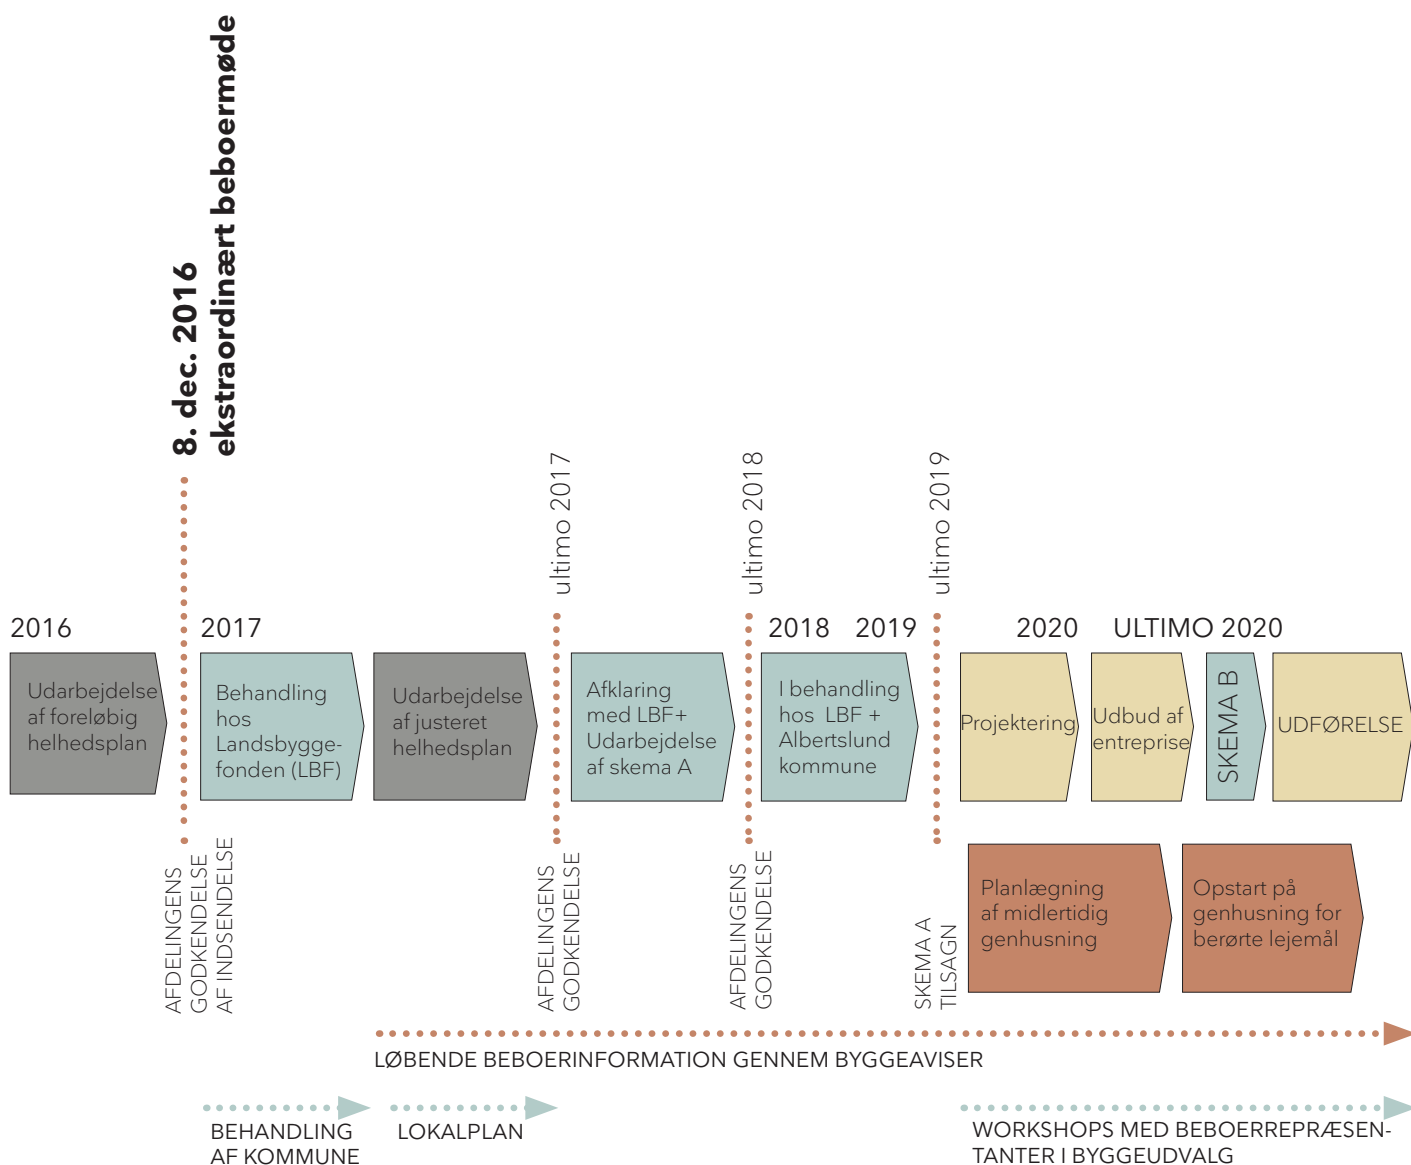 8. dec. 2016
ekstraordinært beboermøde
ultimo 2017
ultimo 2018
ultimo 2019
2016
2017
2018
2019
2020
ULTIMO 2020
Udarbejdelse
af foreløbig
helhedsplan
Behandling
hos
Landsbygge-
fonden (LBF)
Udarbejdelse
af justeret
helhedsplan
Afklaring
med LBF+
Udarbejdelse
af skema A
I behandling
hos LBF +
Albertslund
kommune
Projektering
Udbud af
entreprise
SKEMA B
UDFØRELSE
AFDELINGENS
GODKENDELSE
AF INDSENDELSE
AFDELINGENS
GODKENDELSE
AFDELINGENS
GODKENDELSE
SKEMA A
TILSAGN
Planlægning
af midlertidig
genhusning
Opstart på
genhusning for
berørte lejemål
LØBENDE BEBOERINFORMATION GENNEM BYGGEAVISER
BEHANDLING
AF KOMMUNE
LOKALPLAN
WORKSHOPS MED BEBOERREPRÆSEN-
TANTER I BYGGEUDVALG